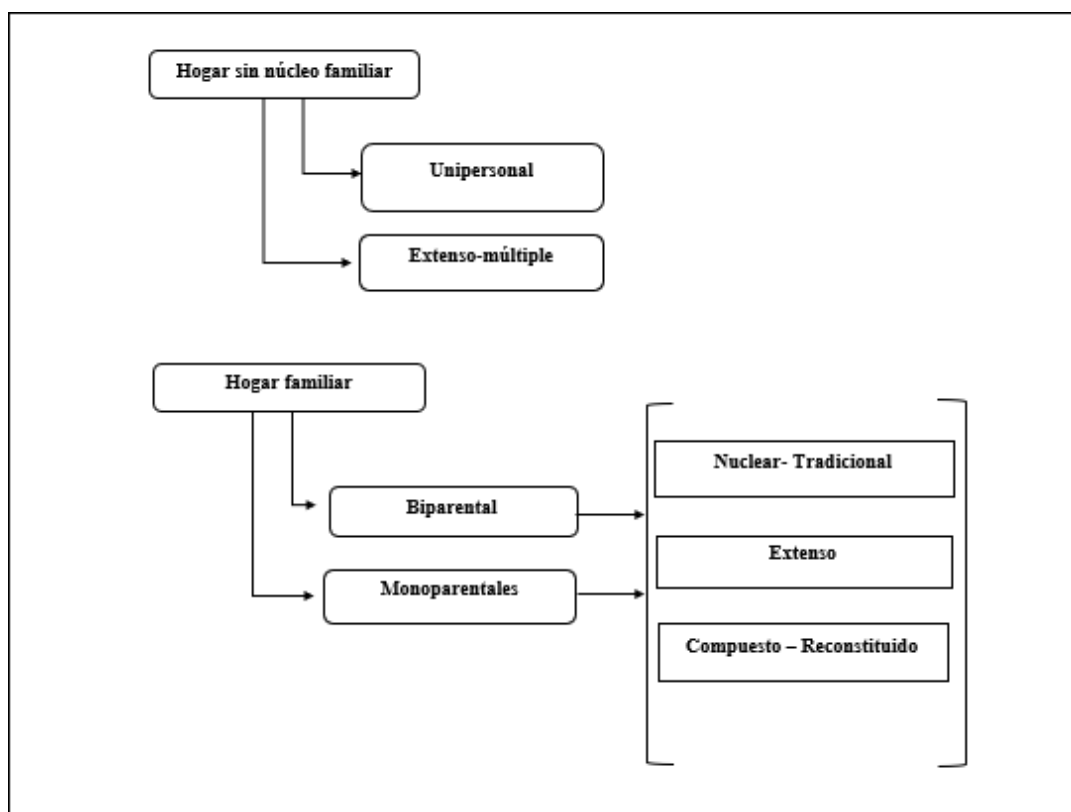 Hogar sin núcleo familiar
Unipersonal
Extenso-múltiple
Hogar familiar
Biparental
Monoparentales
Nuclear- Tradicional
Extenso
Compuesto – Reconstituido